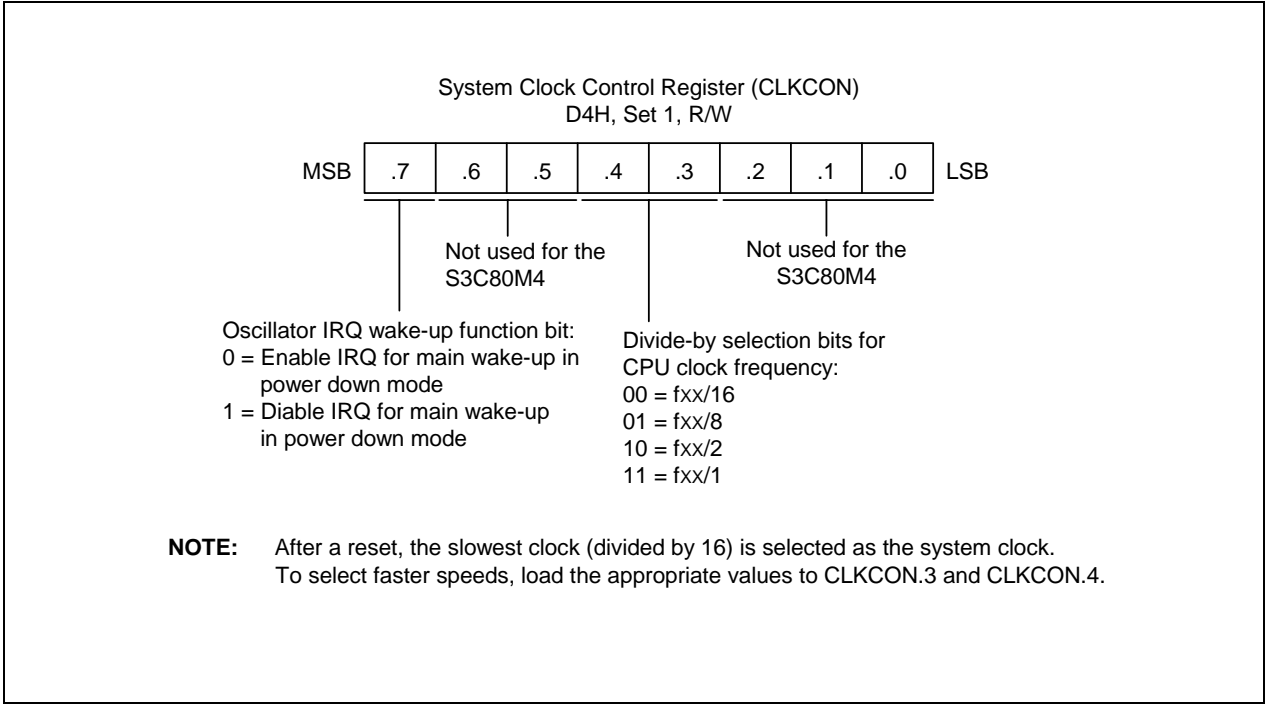 System Clock Control Register (CLKCON)
D4H, Set 1, R/W
MSB .7 .6 .5 .4 .3 .2 .1 .0 LSB
Not used for the
S3C80M4
Not used for the
S3C80M4
Oscillator IRQ wake-up function bit:
0 = Enable IRQ for main wake-up in
power down mode
1 = Diable IRQ for main wake-up
in power down mode
Divide-by selection bits for
CPU clock frequency:
00 = fxx/16
01 = fxx/8
10 = fxx/2
11 = fxx/1
NOTE: After a reset, the slowest clock (divided by 16) is selected as the system clock.
To select faster speeds, load the appropriate values to CLKCON.3 and CLKCON.4.